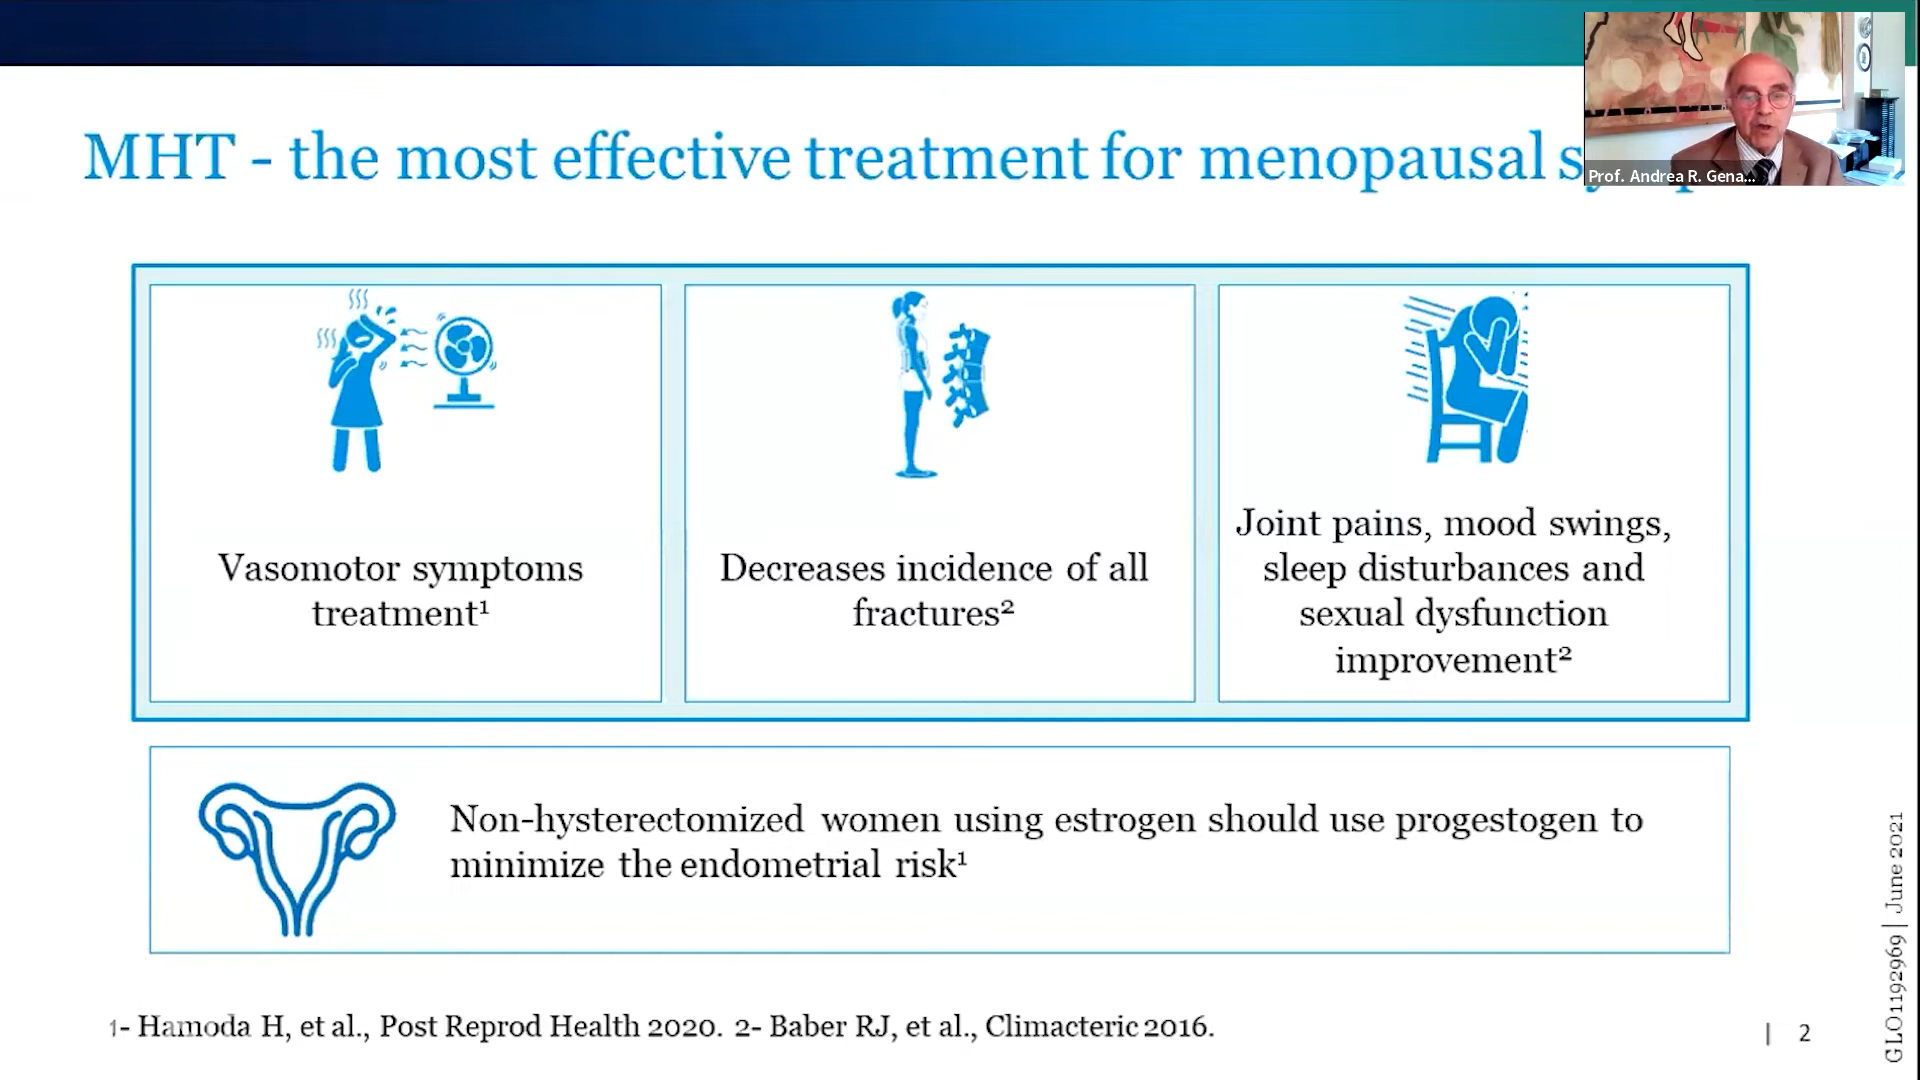 MHT - the most effective treatment for menopausal
Prof. Andrea R. Gena...
Vasomotor symptoms
treatment¹
Decreases incidence of all
fractures²
Joint pains, mood swings,
sleep disturbances and
sexual dysfunction
improvement²
Non-hysterectomized women using estrogen should use progestogen to
minimize the endometrial risk¹
1- Hamoda H, et al., Post Reprod Health 2020. 2- Baber RJ, et al., Climacteric 2016.
| 2
GLO1192969 | June 2021